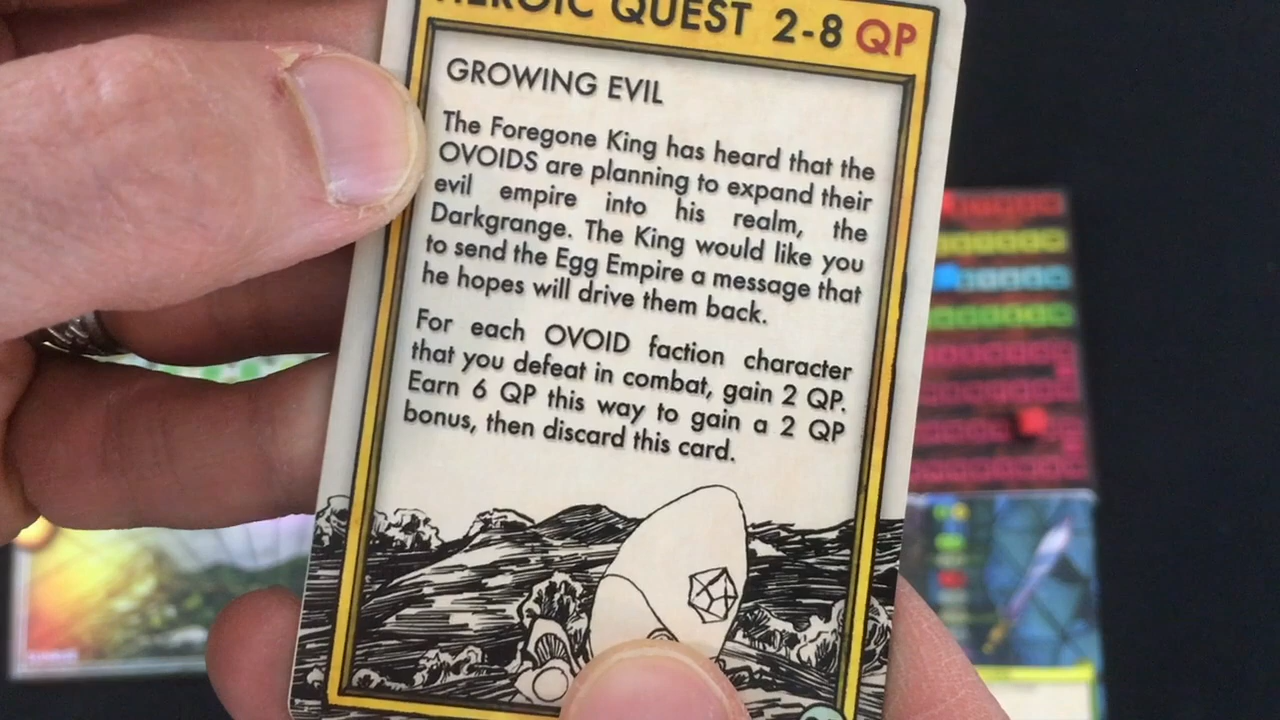 HEROIC QUEST 2-8 QP
GROWING EVIL
The Foregone King has heard that the
OVOIDS are planning to expand their
evil empire into his realm, the
Darkgrange. The King would like you
to send the Egg Empire a message that
he hopes will drive them back.
For each OVOID faction character
that you defeat in combat, gain 2 QP.
Earn 6 QP this way to gain a 2 QP
bonus, then discard this card.